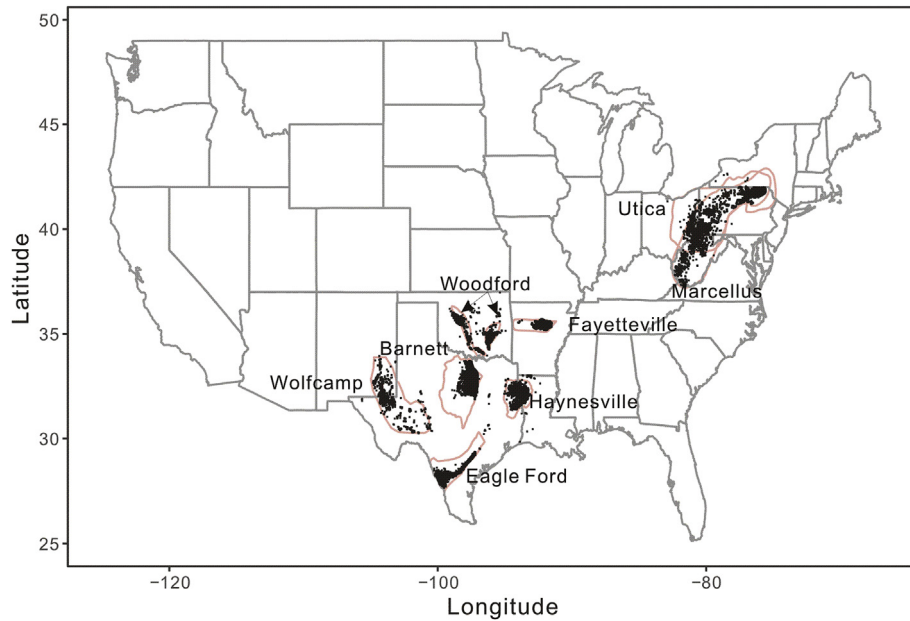 50
45
Utica
40
Woodford
Marcellus
35
Fayetteville
Barnett
Wolfcamp
Haynesville
30
Eagle Ford
25
Latitude
−120
−100
−80
Longitude